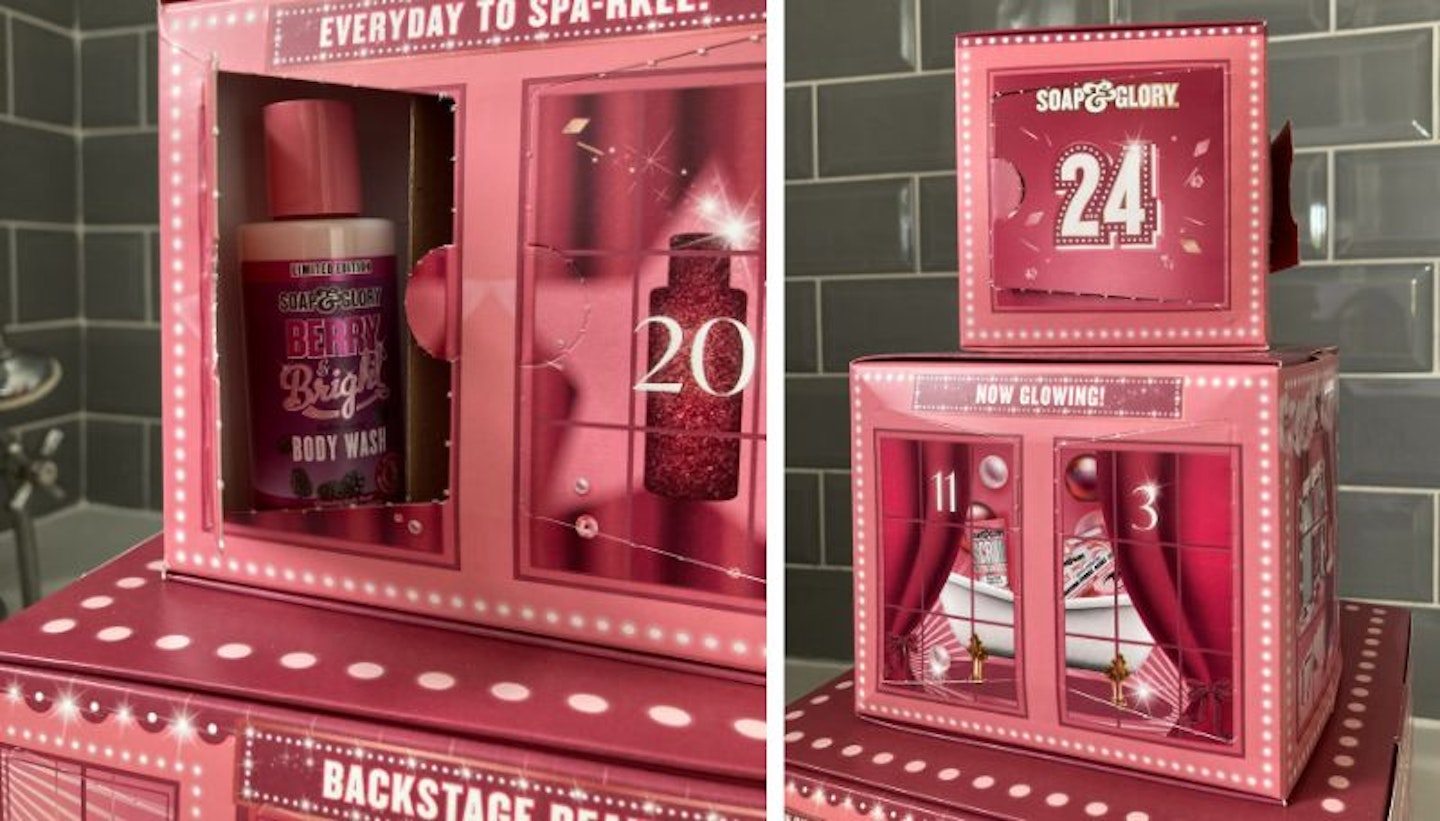 EVERYDAY TO SPA-RKLE!
LIMITED EDITION
SOAP & GLORY
BERRY
&
Bright
BODY WASH
20
BACKSTAGE
SOAP & GLORY
24
NOW GLOWING!
11
3